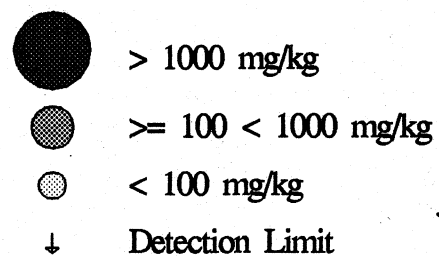 > 1000 mg/kg
>= 100 < 1000 mg/kg
< 100 mg/kg
↓ Detection Limit